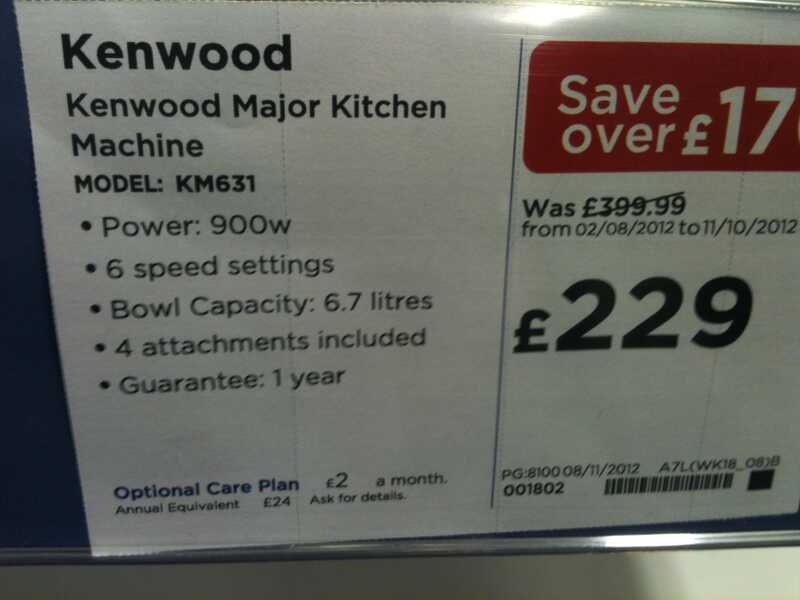 Kenwood
Kenwood Major Kitchen
Machine
MODEL: KM631
• Power: 900w
• 6 speed settings
• Bowl Capacity: 6.7 litres
• 4 attachments included
• Guarantee: 1 year
Optional Care Plan £2 a month.
Annual Equivalent £24 Ask for details.
Save
over £170
Was £399.99
from 02/08/2012 to 11/10/2012
£229
PG:8100 08/11/2012 A7L(WK18_08)B
001802